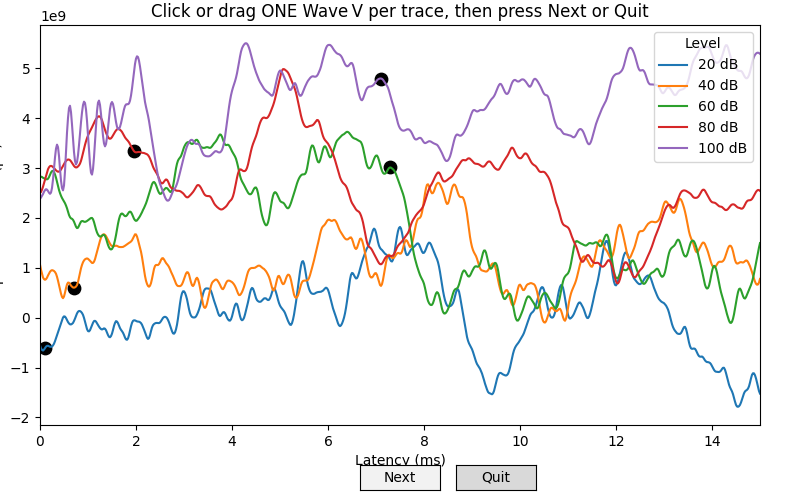 Click or drag ONE Wave V per trace, then press Next or Quit
1e9
Level
20 dB
40 dB
60 dB
80 dB
100 dB
5
4
3
2
1
0
−1
−2
0 2 4 6 8 10 12 14
Latency (ms)
Next Quit